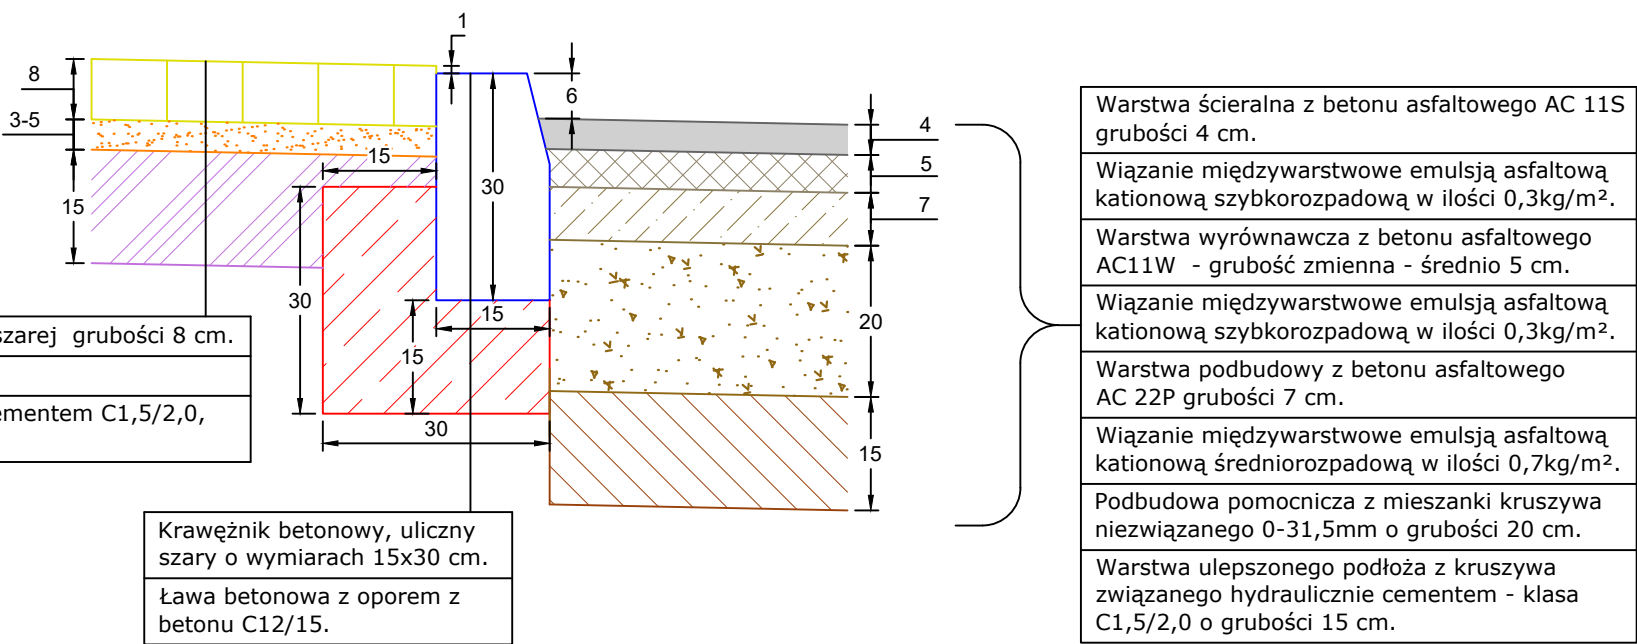 1
8
3-5
15
15
30
6
4
5
7
20
15
30
15
15
30
szarej grubości 8 cm.
cementem C1,5/2,0,
Krawężnik betonowy, uliczny
szary o wymiarach 15x30 cm.
Ława betonowa z oporem z
betonu C12/15.
Warstwa ścieralna z betonu asfaltowego AC 11S
grubości 4 cm.
Wiązanie międzywarstwowe emulsją asfaltową
kationową szybkorozpadową w ilości 0,3kg/m².
Warstwa wyrównawcza z betonu asfaltowego
AC11W - grubość zmienna - średnio 5 cm.
Wiązanie międzywarstwowe emulsją asfaltową
kationową szybkorozpadową w ilości 0,3kg/m².
Warstwa podbudowy z betonu asfaltowego
AC 22P grubości 7 cm.
Wiązanie międzywarstwowe emulsją asfaltową
kationową średniorozpadową w ilości 0,7kg/m².
Podbudowa pomocnicza z mieszanki kruszywa
niezwiązanego 0-31,5mm o grubości 20 cm.
Warstwa ulepszonego podłoża z kruszywa
związanego hydraulicznie cementem - klasa
C1,5/2,0 o grubości 15 cm.